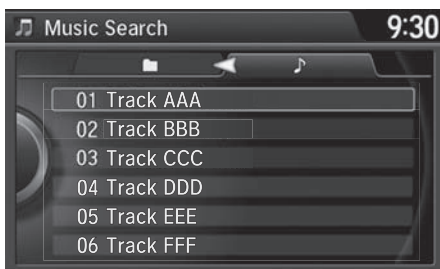 Music Search 9:30
01 Track AAA
02 Track BBB
03 Track CCC
04 Track DDD
05 Track EEE
06 Track FFF